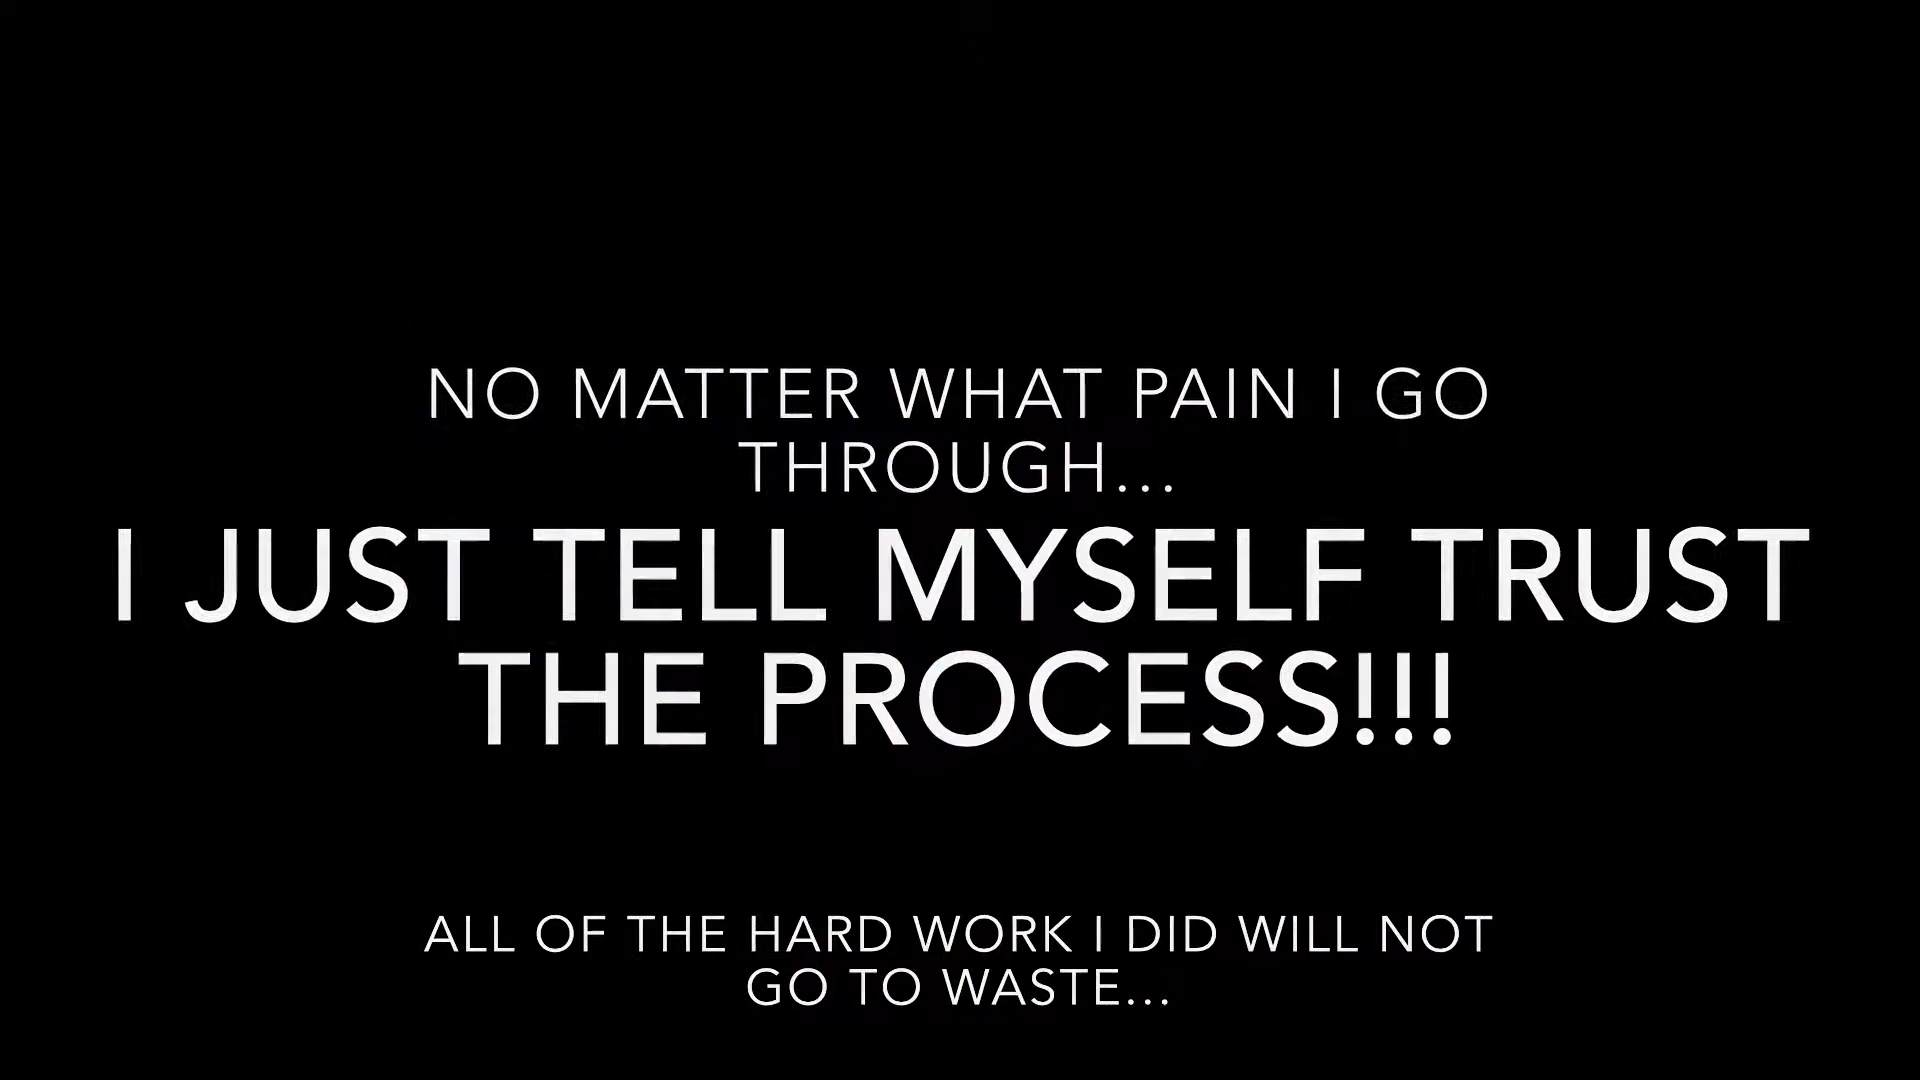 NO MATTER WHAT PAIN I GO
THROUGH...
I JUST TELL MYSELF TRUST
THE PROCESS!!!
ALL OF THE HARD WORK I DID WILL NOT
GO TO WASTE...